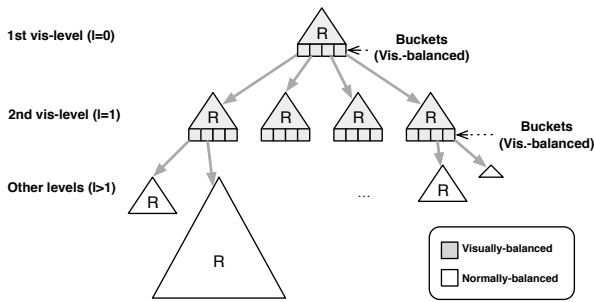 1st vis-level (l=0)
R
Buckets
(Vis.-balanced)
2nd vis-level (l=1)
R
R
R
R
Buckets
(Vis.-balanced)
Other levels (l>1)
R
R
...
R
Visually-balanced
Normally-balanced